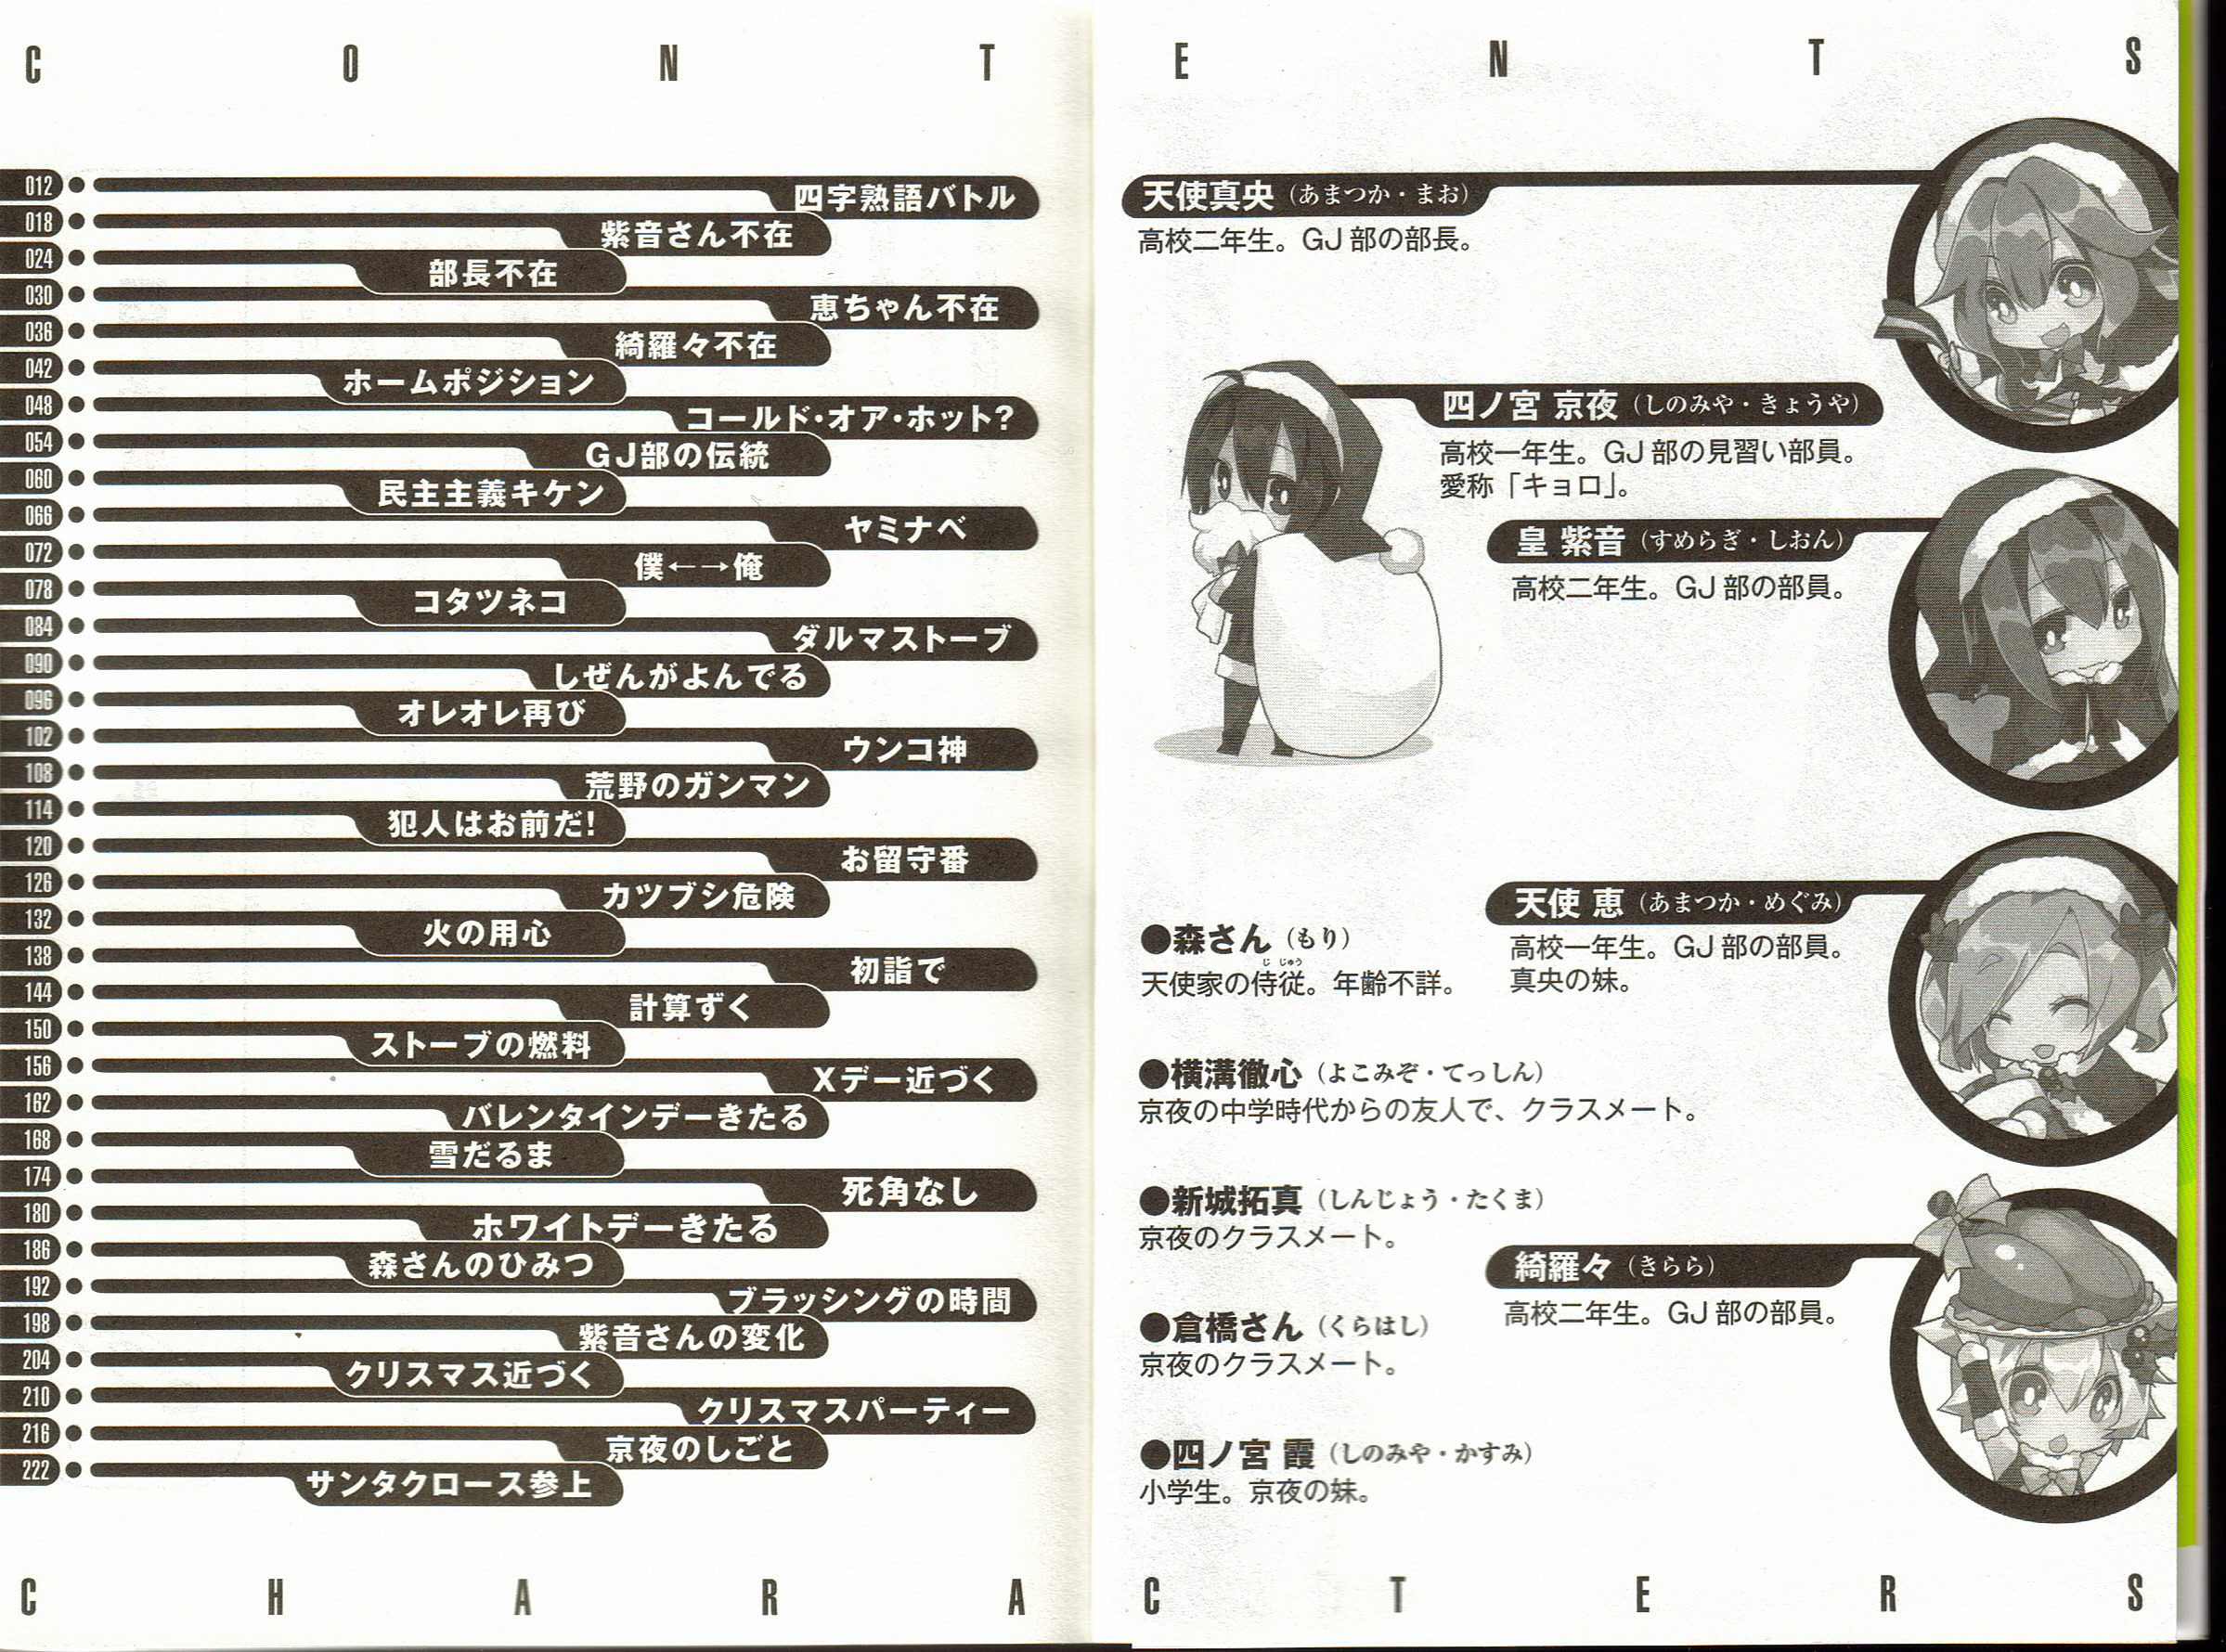 CONTENTS
012 四字熟語バトル
018 紫音さん不在
024 部長不在
030 恵ちゃん不在
036 綺羅々不在
042 ホームポジション
048 コールド・オア・ホット?
054 GJ部の伝統
060 民主主義キケン
066 ヤミナベ
072 僕←→俺
078 コタツネコ
084 ダルマストーブ
090 しぜんがよんでる
096 オレオレ再び
102 ウンコ神
108 荒野のガンマン
114 犯人はお前だ!
120 お留守番
126 カツブシ危険
132 火の用心
138 初詣で
144 計算ずく
150 ストーブの燃料
156 Xデー近づく
162 バレンタインデーきたる
168 雪だるま
174 死角なし
180 ホワイトデーきたる
186 森さんのひみつ
192 ブラッシングの時間
198 紫音さんの変化
204 クリスマス近づく
210 クリスマスパーティー
216 京夜のしごと
222 サンタクロース参上
天使真央（あまつか・まお）
高校二年生。GJ部の部長。
四ノ宮 京夜（しのみや・きょうや）
高校一年生。GJ部の見習い部員。
愛称「キョロ」。
皇 紫音（すめらぎ・しおん）
高校二年生。GJ部の部員。
天使 恵（あまつか・めぐみ）
高校一年生。GJ部の部員。
真央の妹。
綺羅々（きらら）
高校二年生。GJ部の部員。
●森さん（もり）
じじゅう
天使家の侍従。年齢不詳。
●横溝徹心（よこみぞ・てっしん）
京夜の中学時代からの友人で、クラスメート。
●新城拓真（しんじょう・たくま）
京夜のクラスメート。
●倉橋さん（くらはし）
京夜のクラスメート。
●四ノ宮 霞（しのみや・かすみ）
小学生。京夜の妹。
CHARACTERS